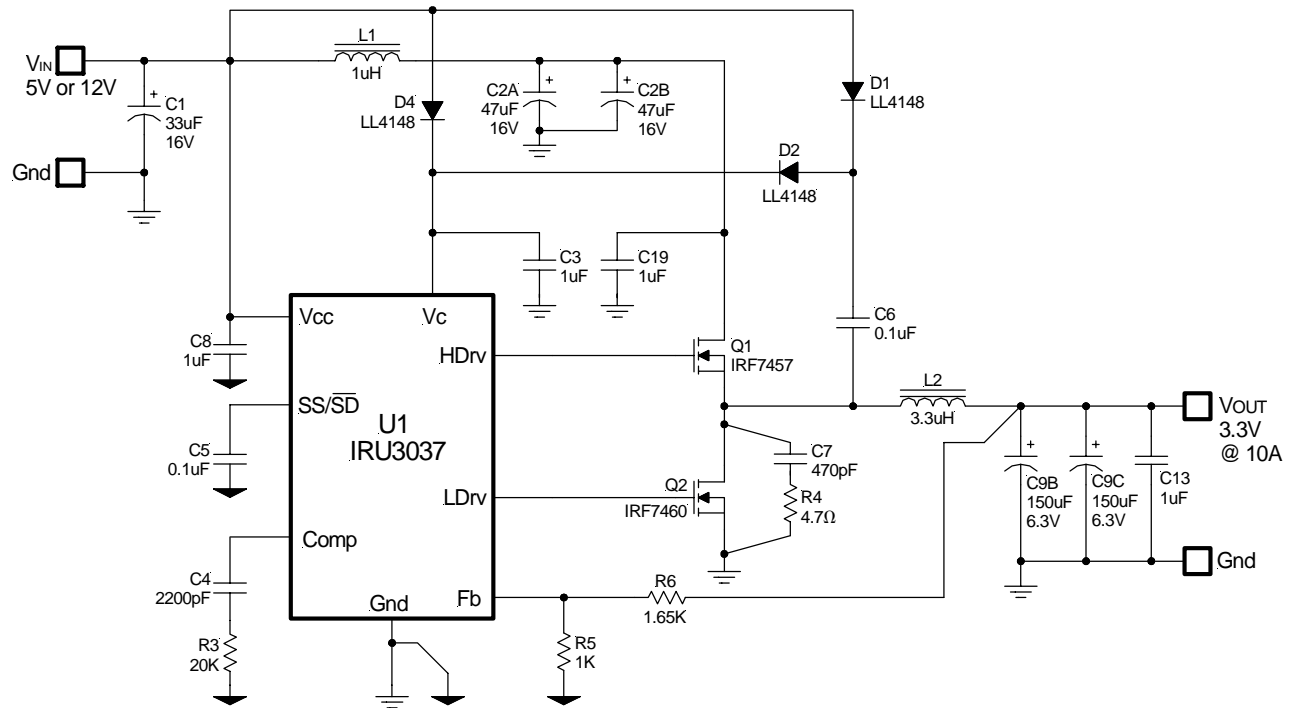 VIN
5V or 12V
Gnd
C1
33uF
16V
L1
1uH
D4
LL4148
C2A
47uF
16V
C2B
47uF
16V
D1
LL4148
D2
LL4148
C3
1uF
C19
1uF
C6
0.1uF
C8
1uF
C5
0.1uF
C4
2200pF
R3
20K
Vcc
Vc
HDrv
SS/SD
U1
IRU3037
LDrv
Comp
Gnd
Fb
Q1
IRF7457
Q2
IRF7460
C7
470pF
R4
4.7Ω
L2
3.3uH
R6
1.65K
R5
1K
C9B
150uF
6.3V
C9C
150uF
6.3V
C13
1uF
VOUT
3.3V
@ 10A
Gnd